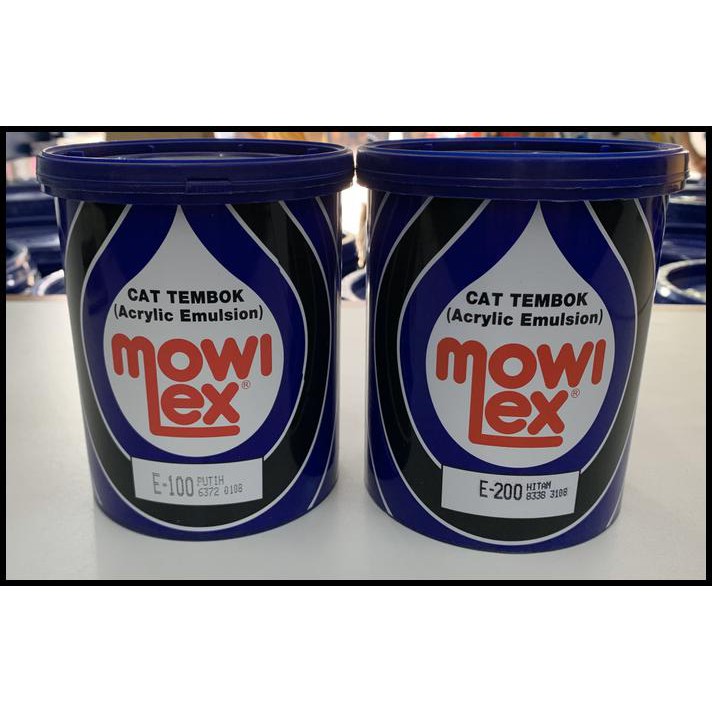 CAT TEMBOK
(Acrylic Emulsion)
mowi
Lex®
E-100 PUTIH
6372 0108
CAT TEMBOK
(Acrylic Emulsion)
mowi
Lex®
E-200 HITAM
8338 3108